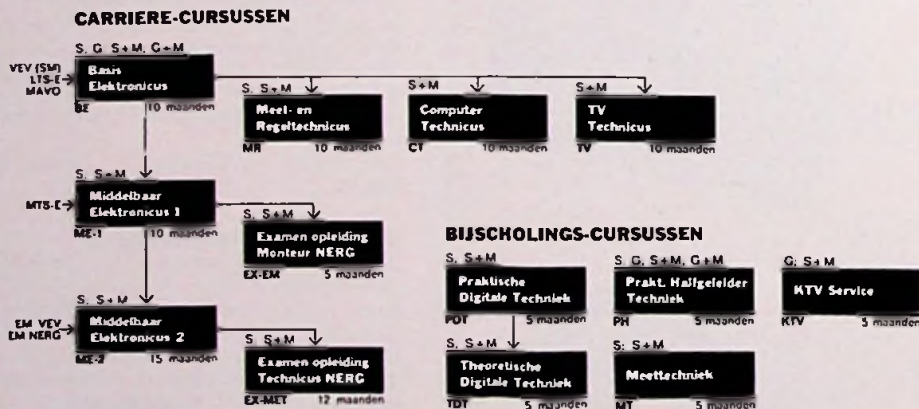 CARRIERE-CURSUSSEN
S, G S+M, G+M
VEV (SM)
LTS-E
MAVO
Basis
Elektronicus
BE 10 maanden
S, S+M
Meet- en
Regeltechnicus
MR 10 maanden
S+M
Computer
Technicus
CT 10 maanden
S+M
TV
Technicus
TV 10 maanden
S, S+M
MTS-E
Middelbaar
Elektronicus 1
ME-1 10 maanden
S, S+M
Examen opleiding
Monteur NERG
EX-EM 5 maanden
S, S+M
EM VEV
EM NERG
Middelbaar
Elektronicus 2
ME-2 15 maanden
S, S+M
Examen opleiding
Technicus NERG
EX-MET 12 maanden
BIJSCHOLINGS-CURSUSSEN
S, S+M
Praktische
Digitale Techniek
PDT 5 maanden
S, G, S+M, G+M
Prakt. Halfgeleider
Techniek
PH 5 maanden
G; S+M
KTV Service
KTV 5 maanden
S, S+M
Theoretische
Digitale Techniek
TDT 5 maanden
S; S+M
Meettechniek
MT 5 maanden